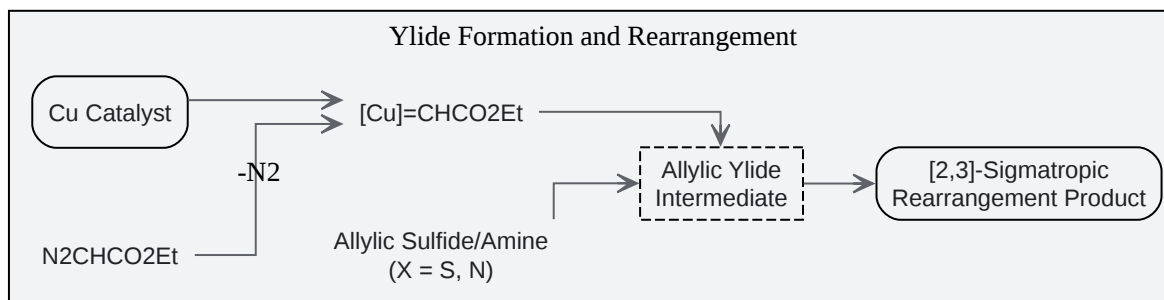 Ylide Formation and Rearrangement
Cu Catalyst
[Cu]=CHCO2Et
-N2
Allylic Ylide
Intermediate
[2,3]-Sigmatropic
Rearrangement Product
N2CHCO2Et
Allylic Sulfide/Amine
(X = S, N)